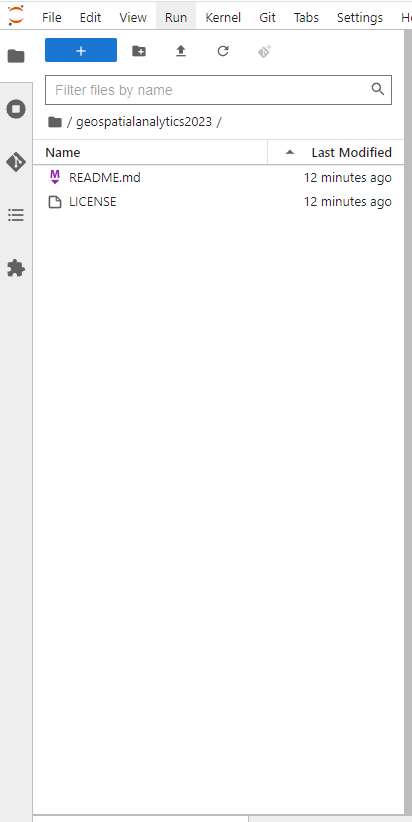 File Edit View Run Kernel Git Tabs Settings
Filter files by name
/ geospatialanalytics2023 /
Name Last Modified
README.md 12 minutes ago
LICENSE 12 minutes ago